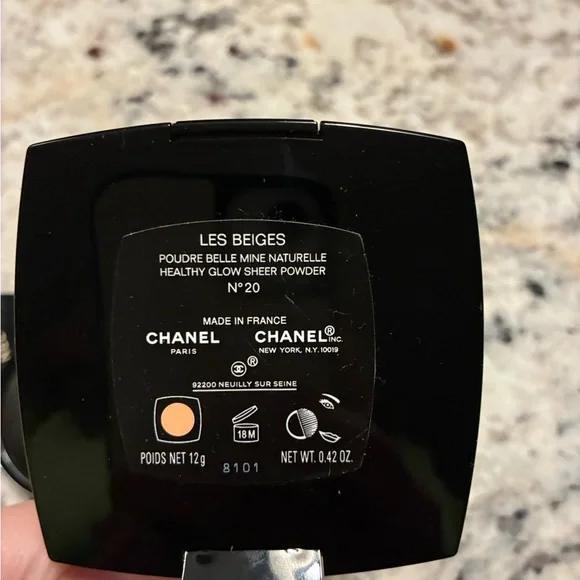 LES BEIGES
POUDRE BELLE MINE NATURELLE
HEALTHY GLOW SHEER POWDER
N°20
MADE IN FRANCE
CHANEL CHANEL® INC.
PARIS NEW YORK, N.Y. 10019
®
92200 NEUILLY SUR SEINE
18M
POIDS NET 12g 8101 NET WT. 0.42 OZ.